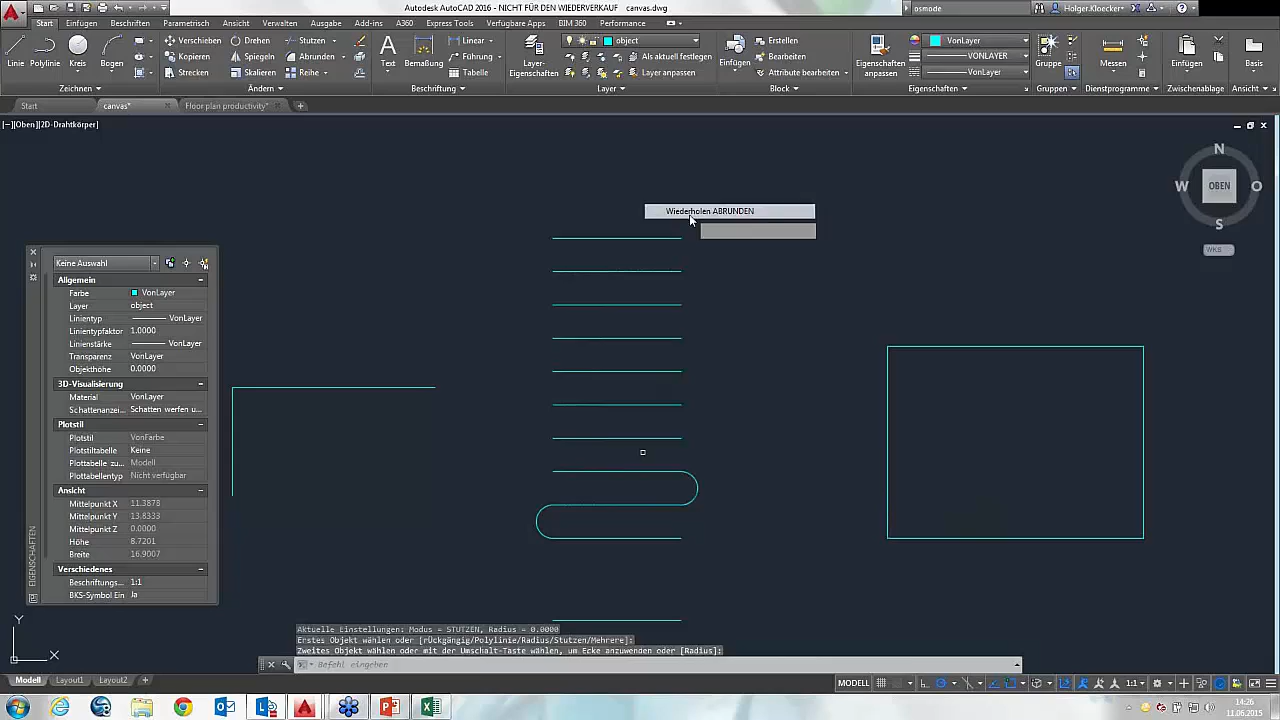 Autodesk AutoCAD 2016 - NICHT FÜR DEN WIEDERVERKAUF canvas.dwg
osmode
Holger.Kloecker...
Start Einfügen Beschriften Parametrisch Ansicht Verwalten Ausgabe Add-ins A360 Express Tools Verfügbare Apps BIM 360 Performance
Verschieben Drehen Stutzen
Kopieren Spiegeln Abrunden
Strecken Skalieren Reihe
Linie Polylinie Kreis Bogen
Text Bemaßung
Linear
Führung
Tabelle
Layer-
Eigenschaften
object
Als aktuell festlegen
Layer anpassen
Einfügen
Erstellen
Bearbeiten
Attribute bearbeiten
Eigenschaften
anpassen
VonLayer
VONLAYER
VonLayer
Gruppe
Messen
Einfügen
Basis
Zeichnen Ändern Beschriftung Layer Block Eigenschaften Gruppen Dienstprogramme Zwischenablage Ansicht
Start canvas* Floor plan productivity*
[−][Oben][2D-Drahtkörper]
N
W OBEN O
S
WKS
Wiederholen ABRUNDEN
Keine Auswahl
Allgemein
Farbe VonLayer
Layer object
Linientyp VonLayer
Linientypfaktor 1.0000
Linienstärke VonLayer
Transparenz VonLayer
Objekthöhe 0.0000
3D-Visualisierung
Material VonLayer
Schattenanzei... Schatten werfen u...
Plotstil
Plotstil VonFarbe
Plotstiltabelle Keine
Plottabelle zu... Modell
Plottabellentyp Nicht verfügbar
Ansicht
Mittelpunkt X 11.3878
Mittelpunkt Y 13.8333
Mittelpunkt Z 0.0000
Höhe 8.7201
Breite 16.9007
Verschiedenes
Beschriftungs... 1:1
BKS-Symbol Ein Ja
EIGENSCHAFTEN
Y
X
Aktuelle Einstellungen: Modus = STUTZEN, Radius = 0.0000
Erstes Objekt wählen oder [rÜckgängig/Polylinie/Radius/Stutzen/Mehrere]:
Zweites Objekt wählen oder mit der Umschalt-Taste wählen, um Ecke anzuwenden oder [Radius]:
Befehl eingeben
Modell Layout1 Layout2 +
MODELL
1:1
14:26
11.06.2015